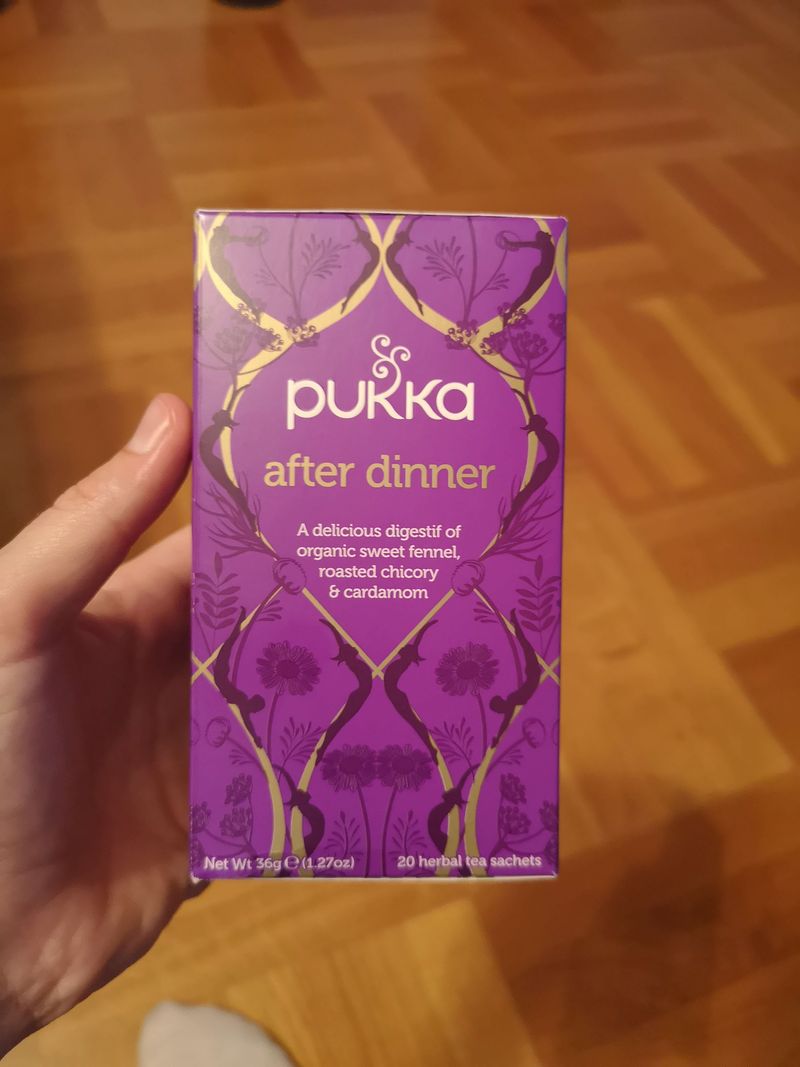 pukka
after dinner
A delicious digestif of
organic sweet fennel,
roasted chicory
& cardamom
Net Wt 36g ℮ (1.27oz)
20 herbal tea sachets